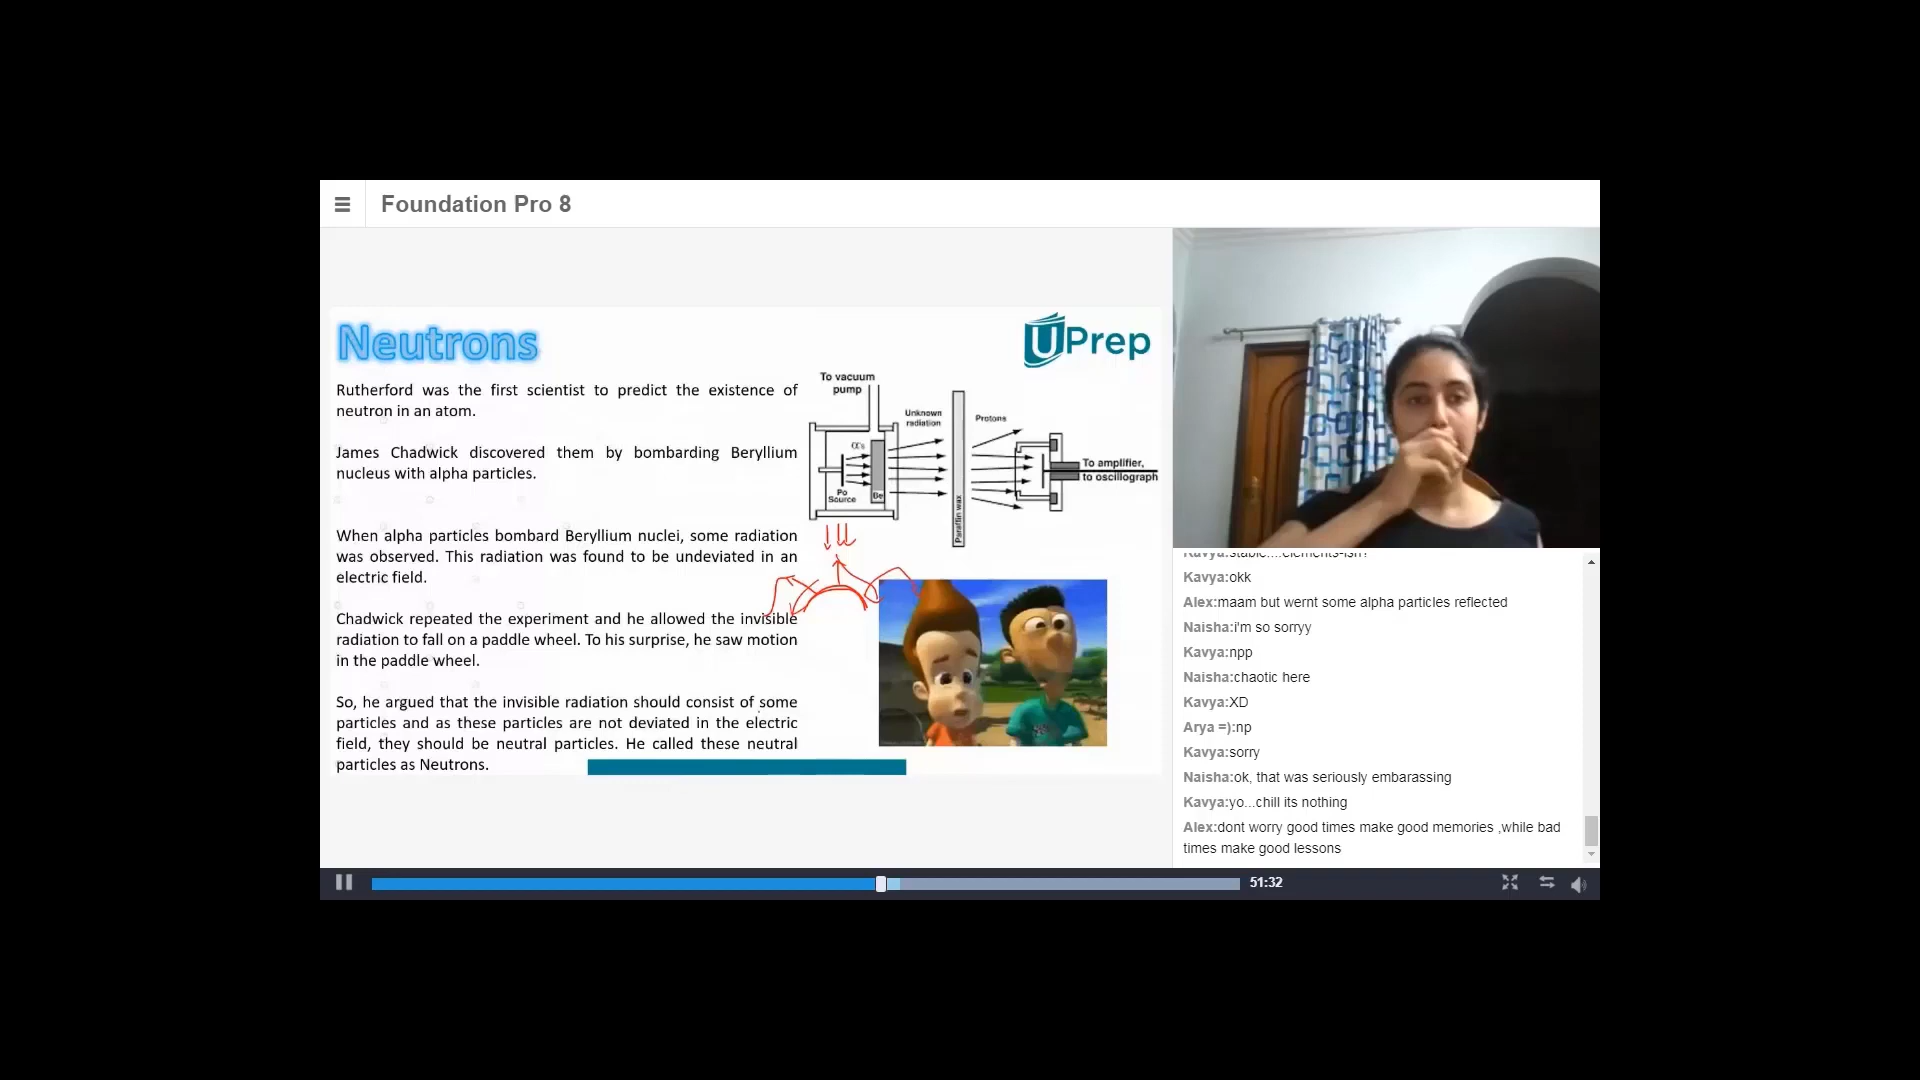 Foundation Pro 8
Neutrons
UPrep
Rutherford was the first scientist to predict the existence of
neutron in an atom.
James Chadwick discovered them by bombarding Beryllium
nucleus with alpha particles.
When alpha particles bombard Beryllium nuclei, some radiation
was observed. This radiation was found to be undeviated in an
electric field.
Chadwick repeated the experiment and he allowed the invisible
radiation to fall on a paddle wheel. To his surprise, he saw motion
in the paddle wheel.
So, he argued that the invisible radiation should consist of some
particles and as these particles are not deviated in the electric
field, they should be neutral particles. He called these neutral
particles as Neutrons.
To vacuum
pump
α's
Po
Source
Be
Unknown
radiation
Paraffin wax
Protons
To amplifier,
to oscillograph
Kavya:stable....elements-ish?
Kavya:okk
Alex:maam but wernt some alpha particles reflected
Naisha:i'm so sorryy
Kavya:npp
Naisha:chaotic here
Kavya:XD
Arya =):np
Kavya:sorry
Naisha:ok, that was seriously embarassing
Kavya:yo...chill its nothing
Alex:dont worry good times make good memories ,while bad
times make good lessons
51:32